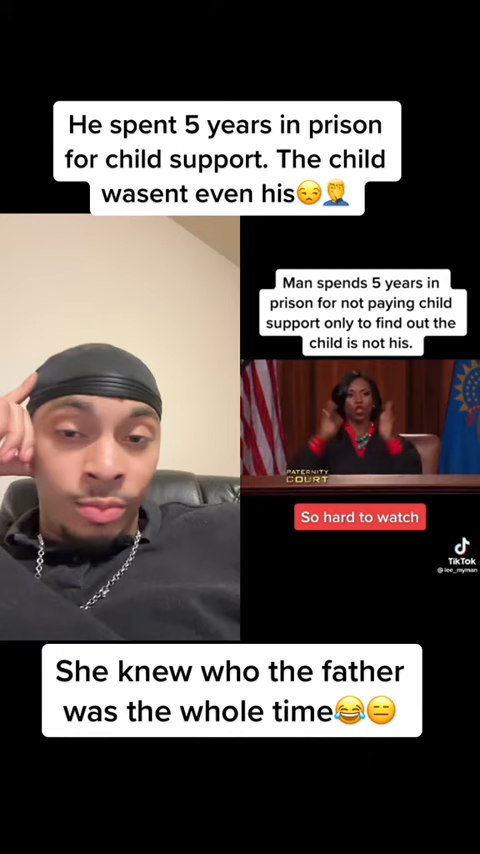 He spent 5 years in prison
for child support. The child
wasent even his😒🤦‍♂️
Man spends 5 years in
prison for not paying child
support only to find out the
child is not his.
PATERNITY
COURT
So hard to watch
TikTok
@lee_myman
She knew who the father
was the whole time😂😑